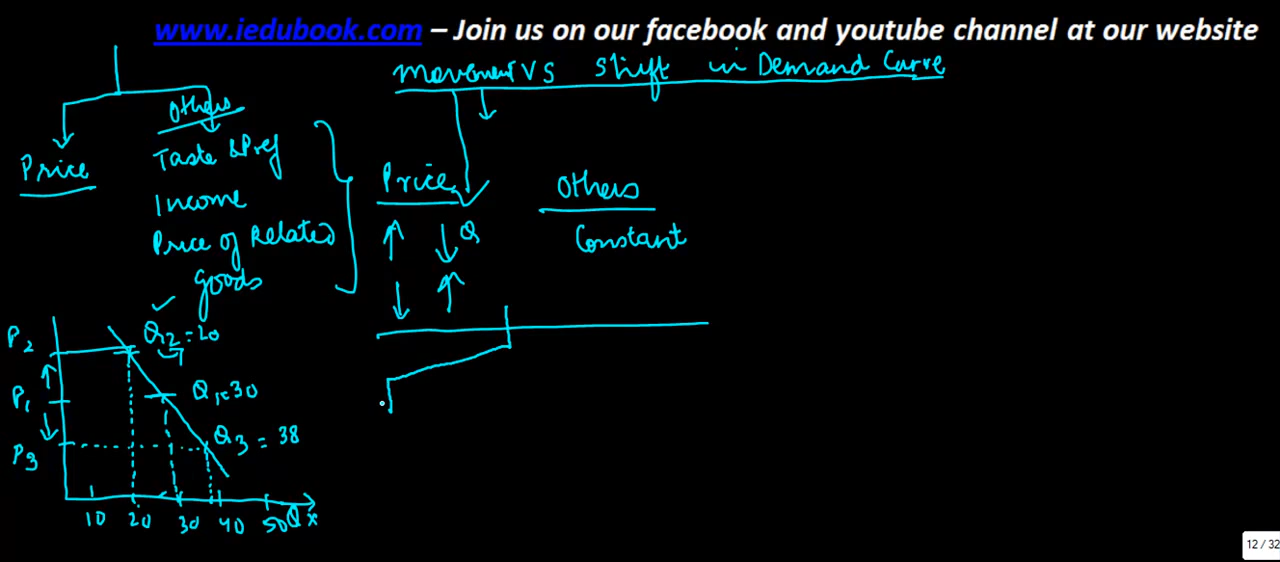 www.iedubook.com – Join us on our facebook and youtube channel at our website
Movement VS Shift in Demand Curve
Price
Others
Taste & Pref
Income
Price of Related
goods
Price
Q
Others
Constant
P2
Q2 = 20
P1
Q1 = 30
Q3 = 38
P3
10 20 30 40 50 Qx
12 / 32